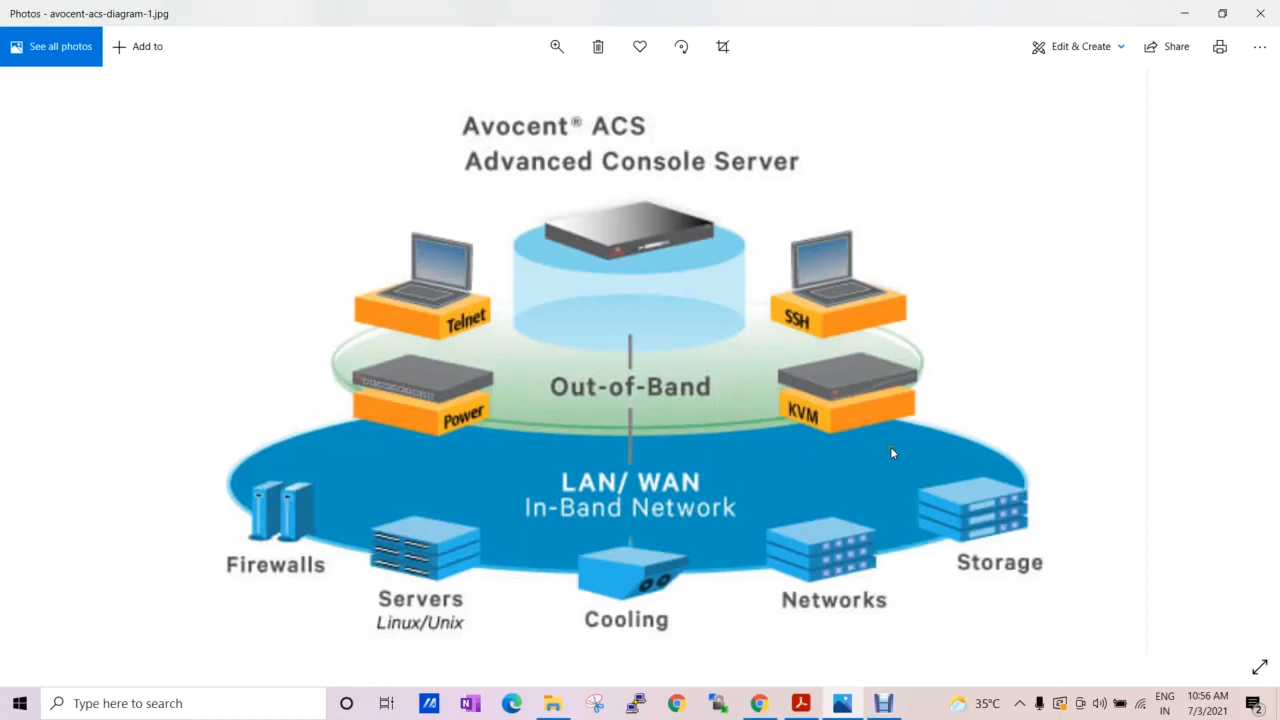 Photos - avocent-acs-diagram-1.jpg
See all photos
Add to
Edit & Create
Share
Avocent® ACS
Advanced Console Server
Telnet
SSH
Power
Out-of-Band
KVM
LAN/ WAN
In-Band Network
Firewalls
Servers
Linux/Unix
Cooling
Networks
Storage
Type here to search
35°C
ENG
IN
10:56 AM
7/3/2021
2